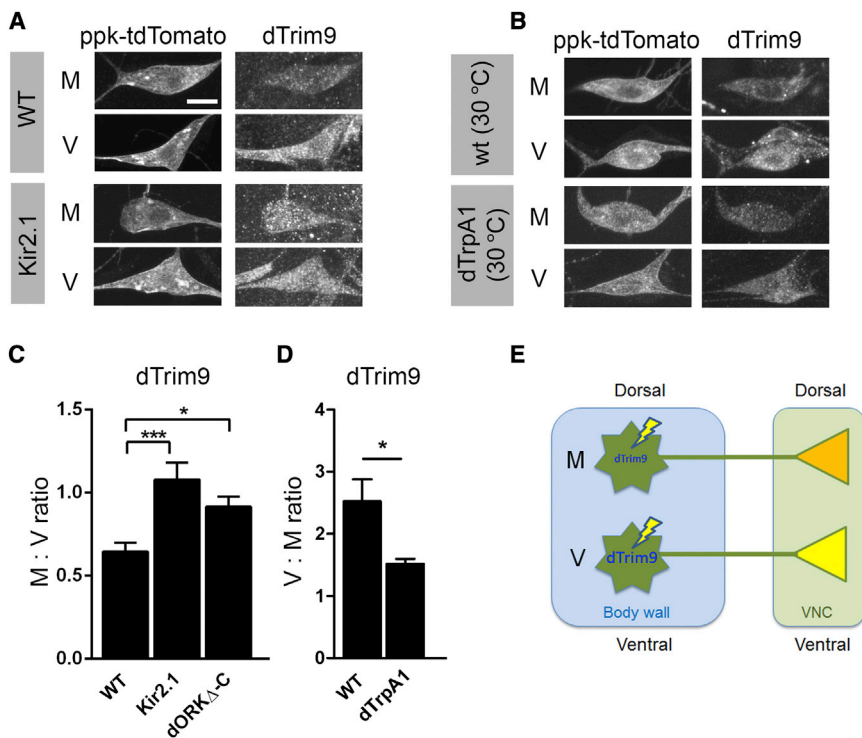 A
ppk-tdTomato dTrim9
WT
M
V
Kir2.1
M
V
B
ppk-tdTomato dTrim9
wt (30 °C)
M
V
dTrpA1
(30 °C)
M
V
C
dTrim9
M : V ratio
1.5
1.0
0.5
0.0
***
*
WT
Kir2.1
dORKΔ-C
D
dTrim9
V : M ratio
4
3
2
1
0
*
WT
dTrpA1
E
Dorsal Dorsal
M
dTrim9
V
dTrim9
Body wall VNC
Ventral Ventral